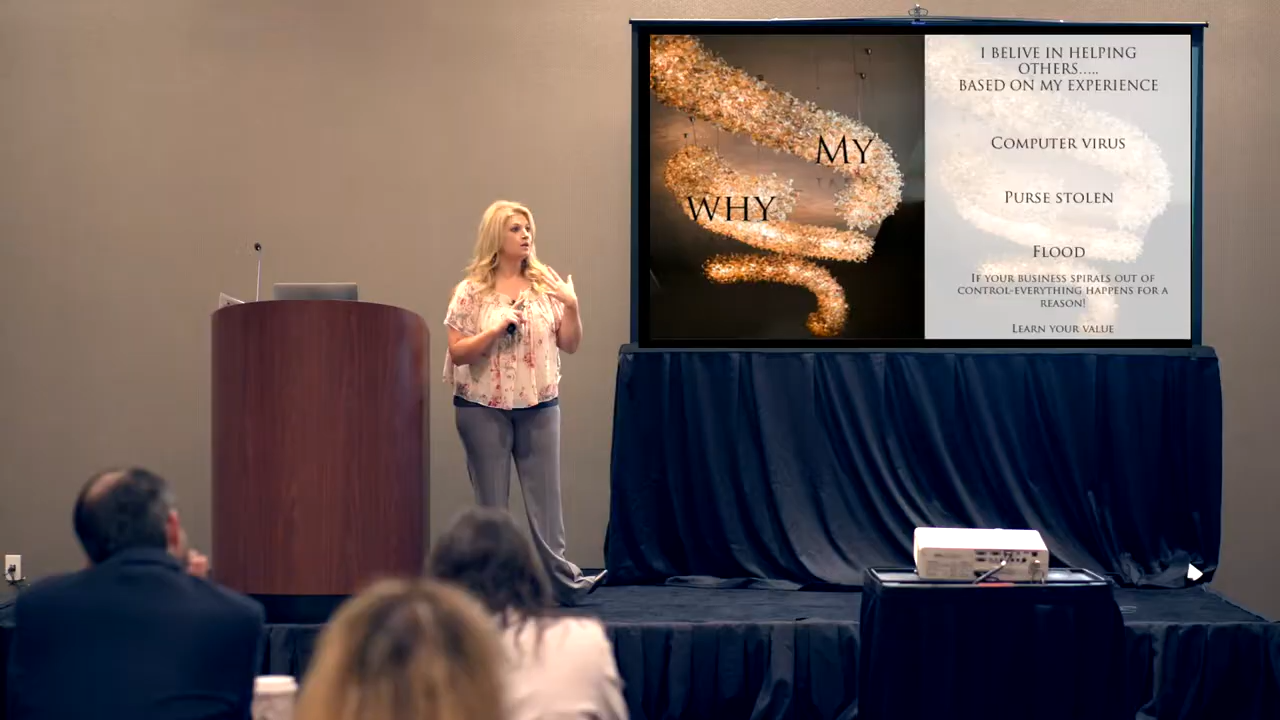 MY
WHY
I BELIVE IN HELPING
OTHERS.....
BASED ON MY EXPERIENCE
COMPUTER VIRUS
PURSE STOLEN
FLOOD
IF YOUR BUSINESS SPIRALS OUT OF
CONTROL-EVERYTHING HAPPENS FOR A
REASON!
LEARN YOUR VALUE